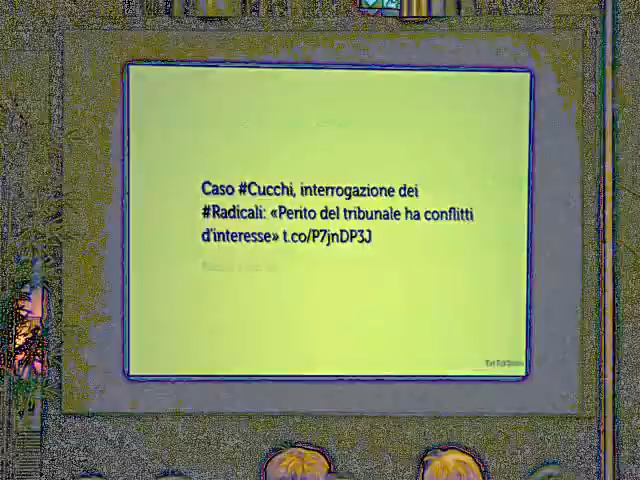 Caso #Cucchi, interrogazione dei
#Radicali: «Perito del tribunale ha conflitti
d'interesse» t.co/P7jnDP3J